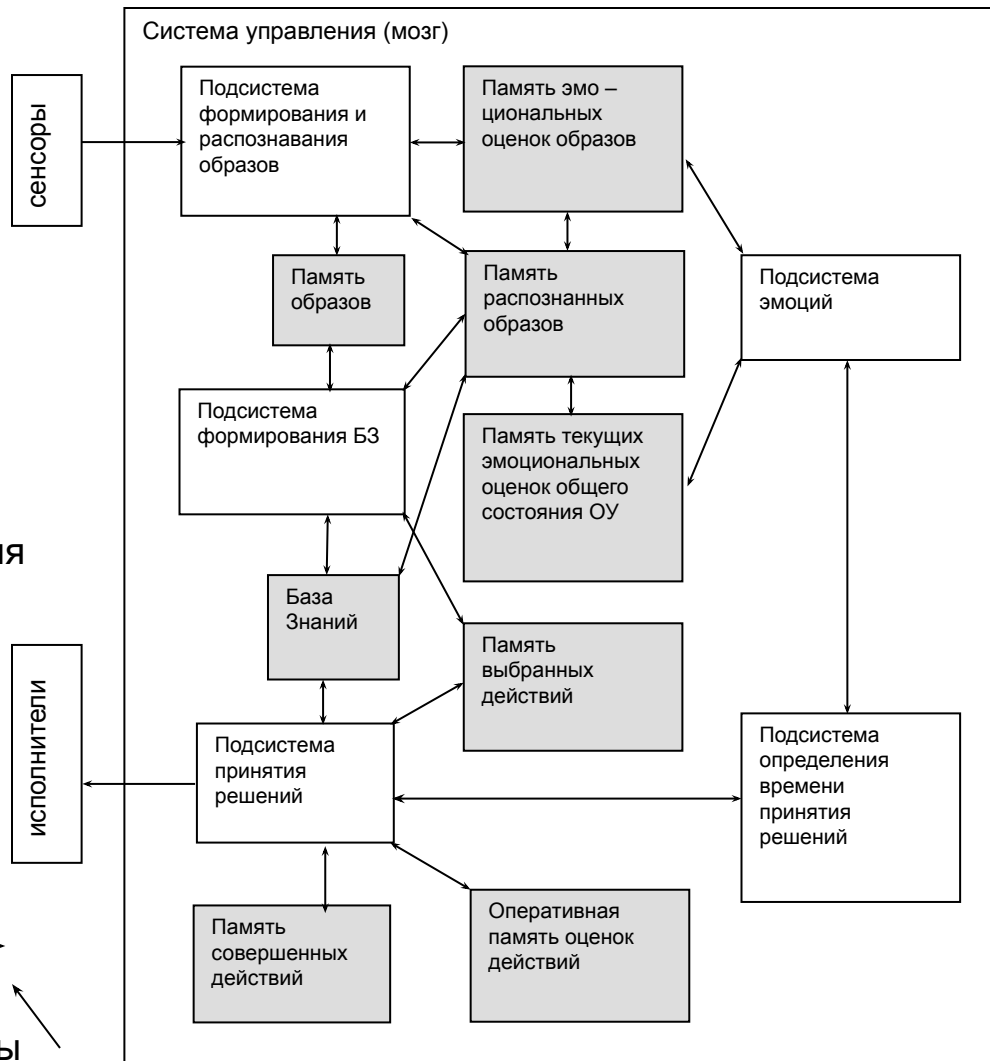 Система управления (мозг)
сенсоры
Подсистема
формирования и
распознавания
образов
Память эмо –
циональных
оценок образов
Память
образов
Память
распознанных
образов
Подсистема
эмоций
Подсистема
формирования БЗ
Память текущих
эмоциональных
оценок общего
состояния ОУ
ия
База
Знаний
Память
выбранных
действий
исполнители
Подсистема
принятия
решений
Подсистема
определения
времени
принятия
решений
Память
совершенных
действий
Оперативная
память оценок
действий
ы